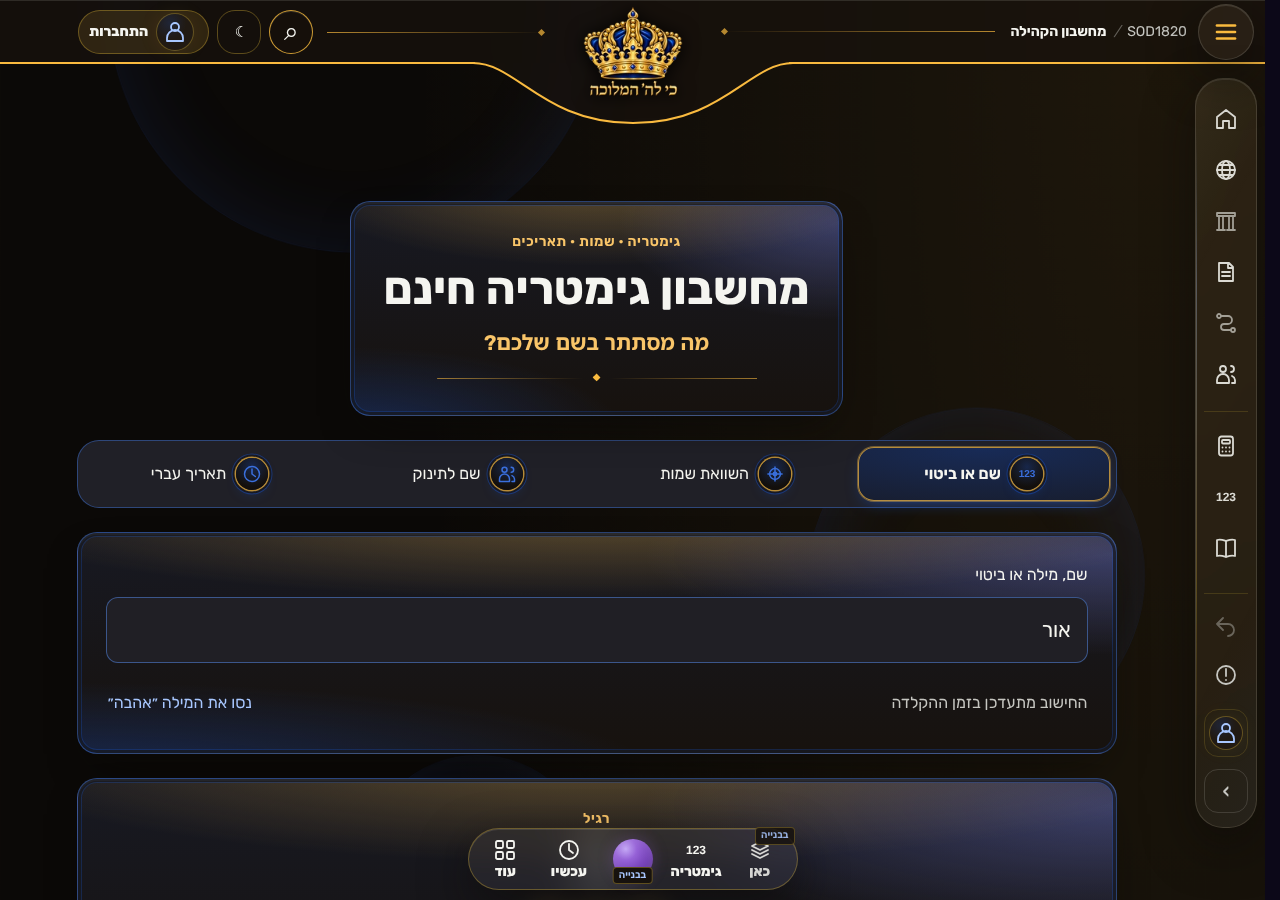 SOD1820 / מחשבון הקהילה
כי לה' המלוכה
התחברות
גימטריה • שמות • תאריכים
מחשבון גימטריה חינם
מה מסתתר בשם שלכם?
123 שם או ביטוי
השוואת שמות
שם לתינוק
תאריך עברי
123
שם, מילה או ביטוי
אור
החישוב מתעדכן בזמן ההקלדה
נסו את המילה ״אהבה״
רגיל
בבנייה
כאן
123
גימטריה
בבנייה
עכשיו
עוד